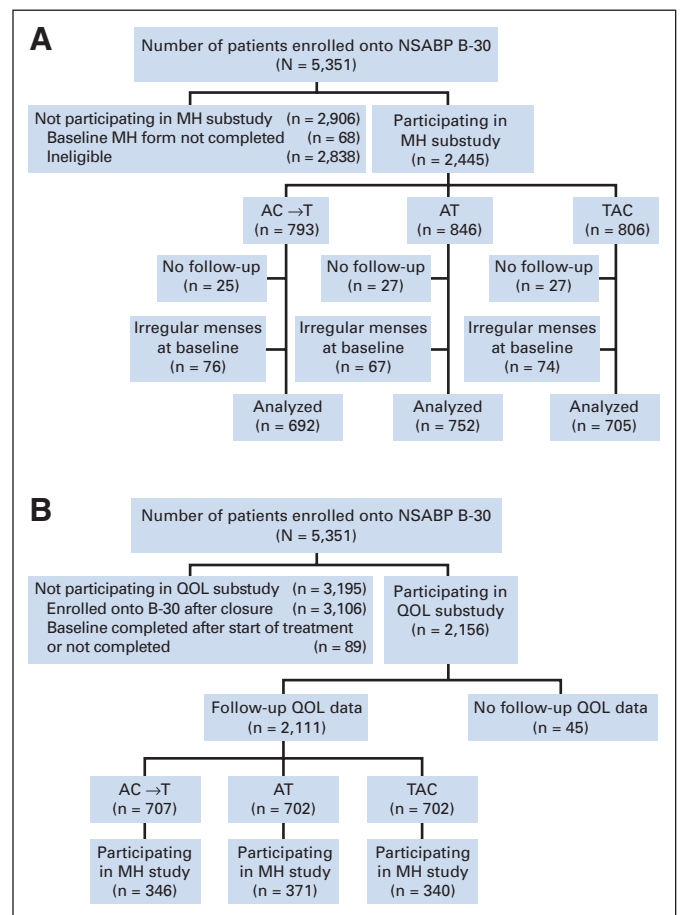 A
Number of patients enrolled onto NSABP B-30
(N = 5,351)
Not participating in MH substudy (n = 2,906)
Baseline MH form not completed (n = 68)
Ineligible (n = 2,838)
Participating in
MH substudy
(n = 2,445)
AC →T
(n = 793)
AT
(n = 846)
TAC
(n = 806)
No follow-up
(n = 25)
No follow-up
(n = 27)
No follow-up
(n = 27)
Irregular menses
at baseline
(n = 76)
Irregular menses
at baseline
(n = 67)
Irregular menses
at baseline
(n = 74)
Analyzed
(n = 692)
Analyzed
(n = 752)
Analyzed
(n = 705)
B
Number of patients enrolled onto NSABP B-30
(N = 5,351)
Not participating in QOL substudy (n = 3,195)
Enrolled onto B-30 after closure (n = 3,106)
Baseline completed after start of treatment
or not completed (n = 89)
Participating in
QOL substudy
(n = 2,156)
Follow-up QOL data
(n = 2,111)
No follow-up QOL data
(n = 45)
AC →T
(n = 707)
AT
(n = 702)
TAC
(n = 702)
Participating
in MH study
(n = 346)
Participating
in MH study
(n = 371)
Participating
in MH study
(n = 340)